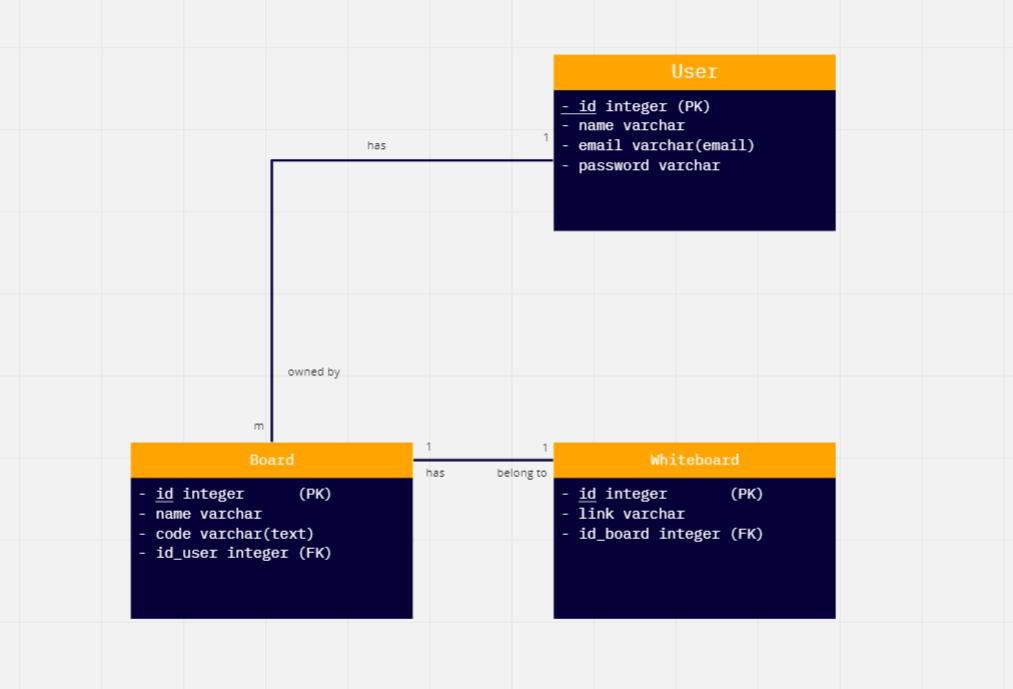 User
- id integer (PK)
- name varchar
- email varchar(email)
- password varchar
1
has
owned by
m
Board
- id integer (PK)
- name varchar
- code varchar(text)
- id_user integer (FK)
1
has
1
belong to
Whiteboard
- id integer (PK)
- link varchar
- id_board integer (FK)